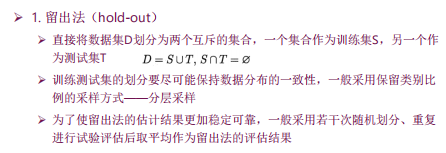 ➢ 1. 留出法（hold-out）
➢ 直接将数据集D划分为两个互斥的集合，一个集合作为训练集S，另一个作
为测试集T D = S∪T, S∩T = ∅
➢ 训练测试集的划分要尽可能保持数据分布的一致性，一般采用保留类别比
例的采样方式——分层采样
➢ 为了使留出法的估计结果更加稳定可靠，一般采用若干次随机划分、重复
进行试验评估后取平均作为留出法的评估结果